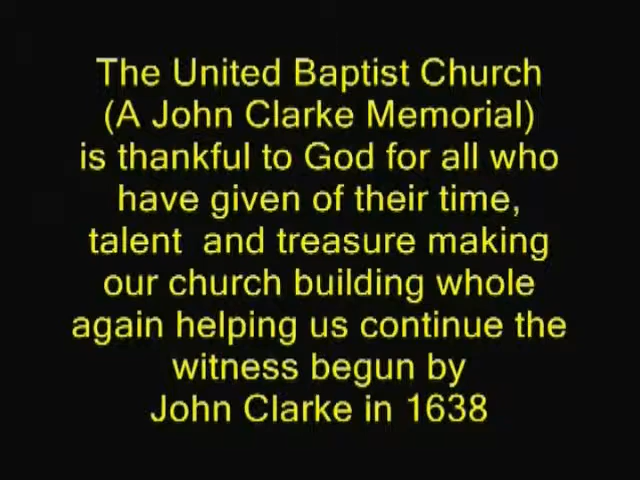 The United Baptist Church
(A John Clarke Memorial)
is thankful to God for all who
have given of their time,
talent  and treasure making
our church building whole
again helping us continue the
witness begun by
John Clarke in 1638